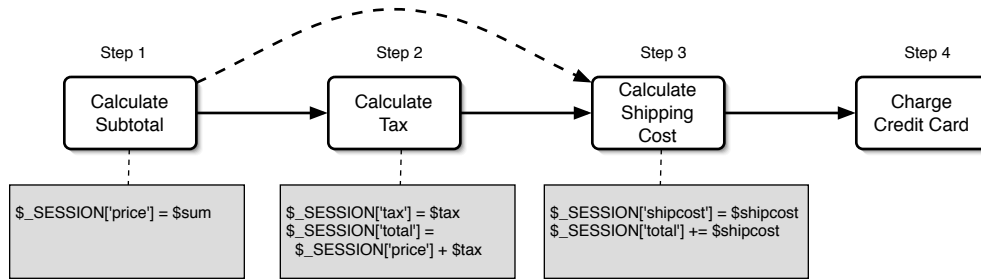 Step 1
Step 2
Step 3
Step 4
Calculate
Subtotal
Calculate
Tax
Calculate
Shipping
Cost
Charge
Credit Card
$_SESSION['price'] = $sum
$_SESSION['tax'] = $tax
$_SESSION['total'] =
$_SESSION['price'] + $tax
$_SESSION['shipcost'] = $shipcost
$_SESSION['total'] += $shipcost